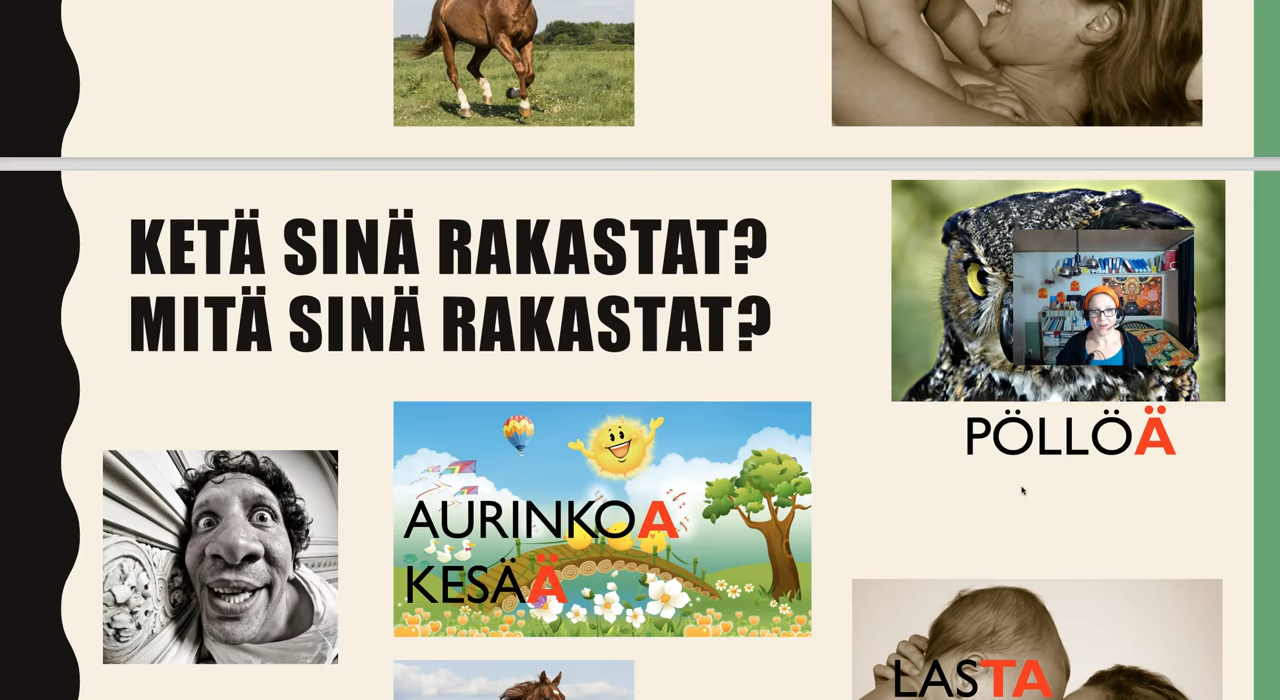 KETÄ SINÄ RAKASTAT?
MITÄ SINÄ RAKASTAT?
PÖLLÖÄ
AURINKOA
KESÄÄ
LASTA